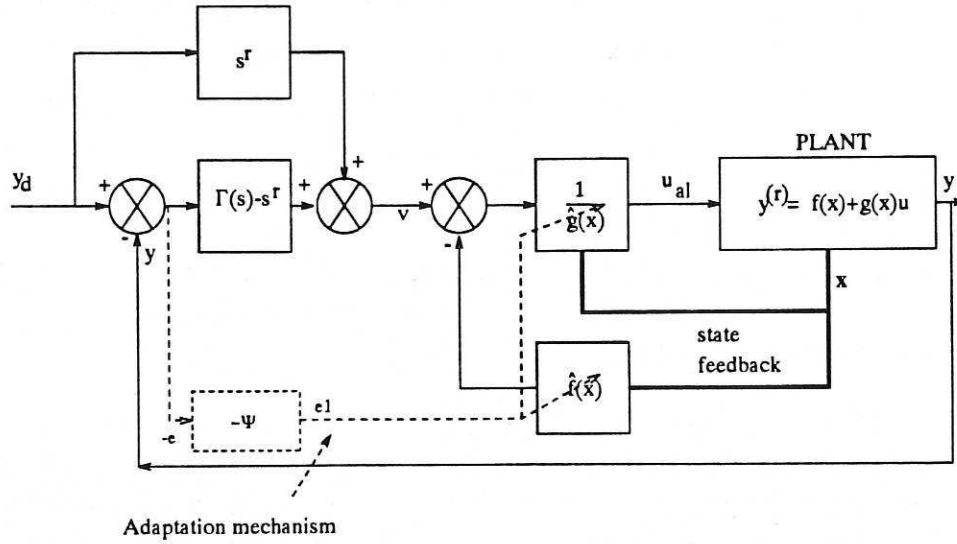 s^r
PLANT
y_d
+
-
y
Γ(s)-s^r
+
+
v
+
-
1
ĝ(x)
u_al
y^(r)= f(x)+g(x)u
y
x
state
feedback
f̂(x)
-e
-Ψ
e1
Adaptation mechanism